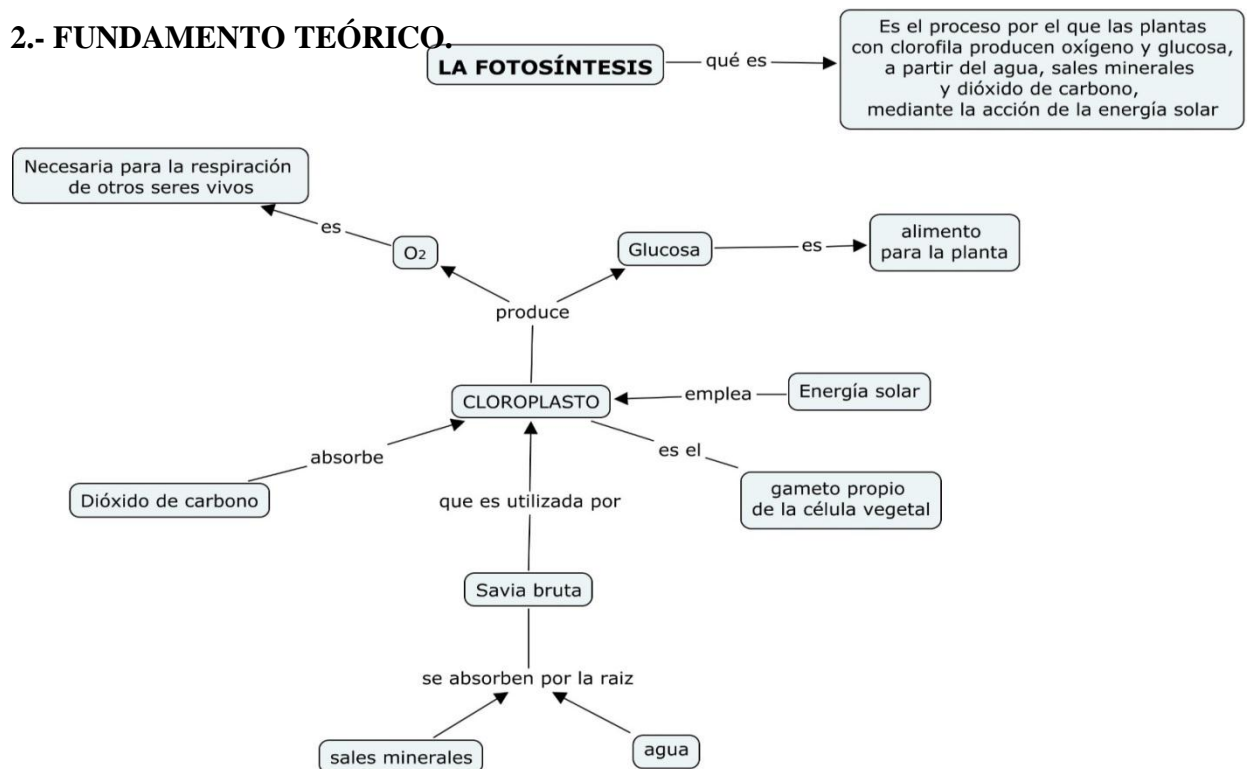 2.- FUNDAMENTO TEÓRICO.
LA FOTOSÍNTESIS
qué es
Es el proceso por el que las plantas
con clorofila producen oxígeno y glucosa,
a partir del agua, sales minerales
y dióxido de carbono,
mediante la acción de la energía solar
Necesaria para la respiración
de otros seres vivos
es
O2
Glucosa
es
alimento
para la planta
produce
CLOROPLASTO
emplea
Energía solar
absorbe
Dióxido de carbono
es el
gameto propio
de la célula vegetal
que es utilizada por
Savia bruta
se absorben por la raiz
sales minerales
agua